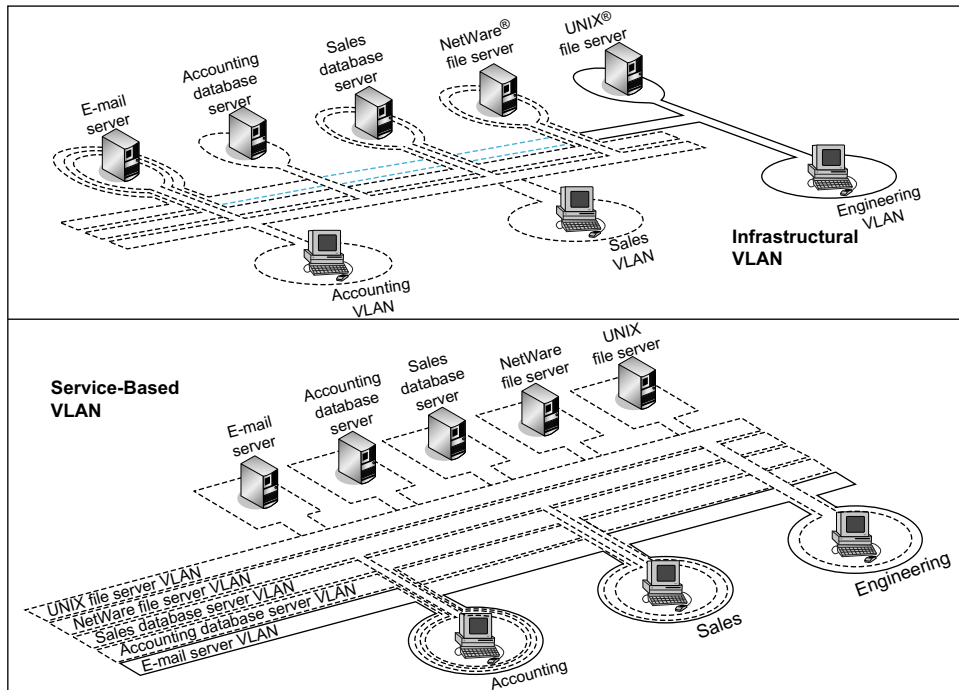 E-mail
server
Accounting
database
server
Sales
database
server
NetWare®
file server
UNIX®
file server
Engineering
VLAN
Sales
VLAN
Accounting
VLAN
Infrastructural
VLAN
Service-Based
VLAN
E-mail
server
Accounting
database
server
Sales
database
server
NetWare
file server
UNIX
file server
UNIX file server VLAN
NetWare file server VLAN
Sales database server VLAN
Accounting database server VLAN
E-mail server VLAN
Accounting
Sales
Engineering